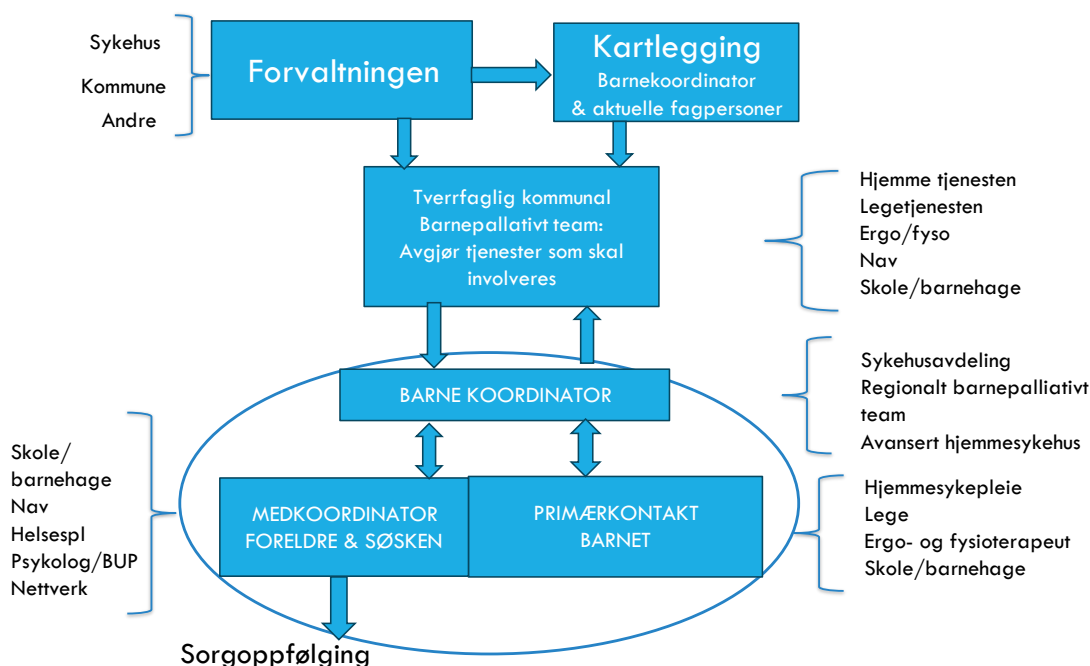 Sykehus
Kommune
Andre
Forvaltningen
Kartlegging
Barnekoordinator
& aktuelle fagpersoner
Tverrfaglig kommunal
Barnepallativt team:
Avgjør tjenester som skal
involveres
Hjemme tjenesten
Legetjenesten
Ergo/fyso
Nav
Skole/barnehage
BARNE KOORDINATOR
Sykehusavdeling
Regionalt barnepalliativt
team
Avansert hjemmesykehus
Skole/
barnehage
Nav
Helsespl
Psykolog/BUP
Nettverk
MEDKOORDINATOR
FORELDRE & SØSKEN
PRIMÆRKONTAKT
BARNET
Hjemmesykepleie
Lege
Ergo- og fysioterapeut
Skole/barnehage
Sorgoppfølging